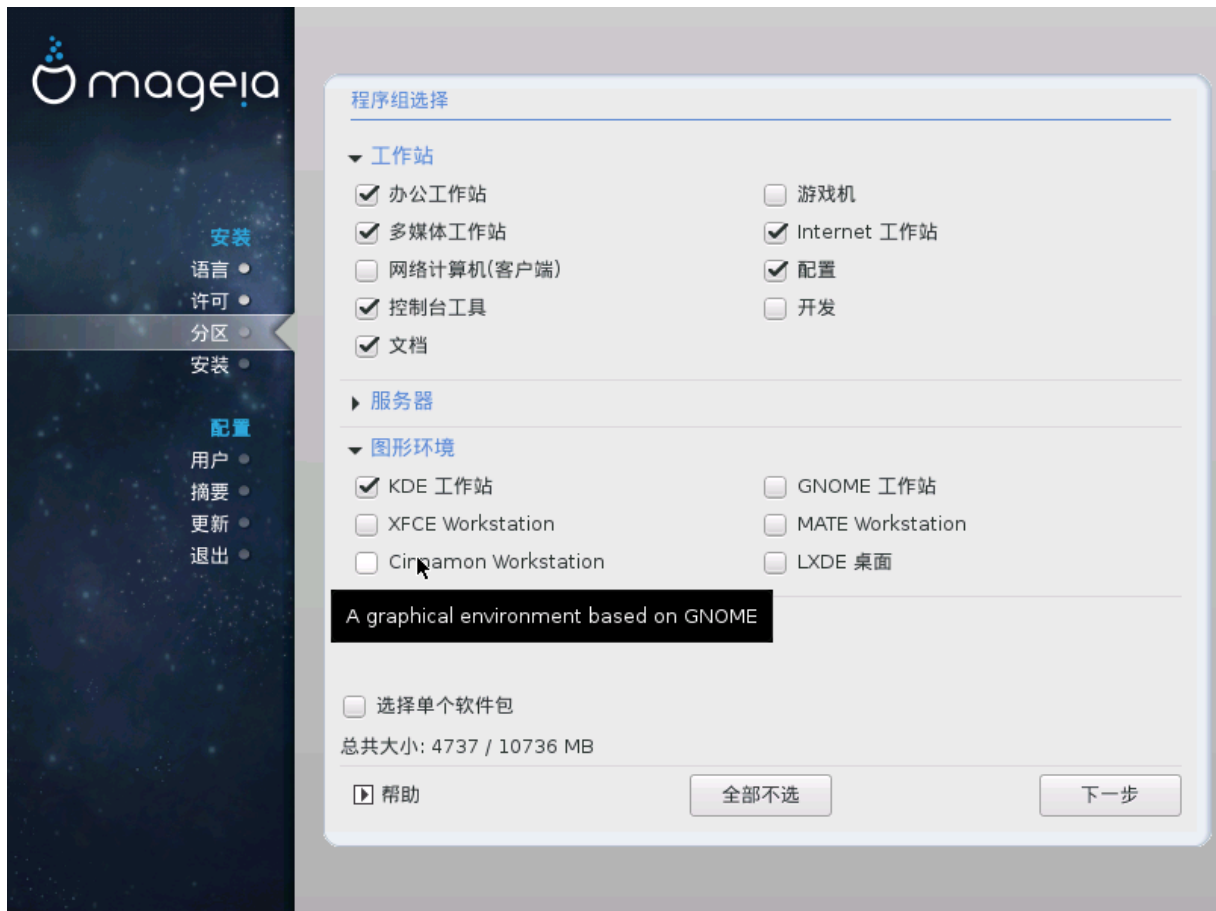 mageia
安装
语言
许可
分区
安装
配置
用户
摘要
更新
退出
程序组选择
工作站
办公工作站
游戏机
多媒体工作站
Internet 工作站
网络计算机(客户端)
配置
控制台工具
开发
文档
服务器
图形环境
KDE 工作站
GNOME 工作站
XFCE Workstation
MATE Workstation
Cinnamon Workstation
LXDE 桌面
A graphical environment based on GNOME
选择单个软件包
总共大小: 4737 / 10736 MB
帮助
全部不选
下一步